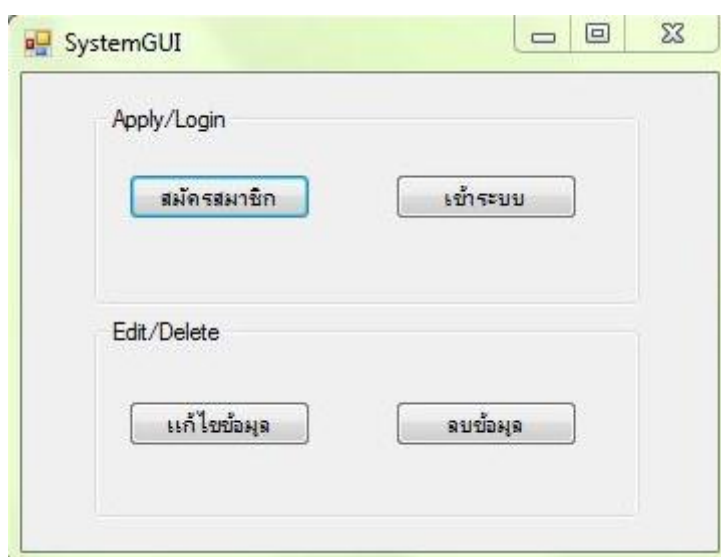 SystemGUI
Apply/Login
สมัครสมาชิก
เข้าระบบ
Edit/Delete
แก้ไขข้อมูล
ลบข้อมูล